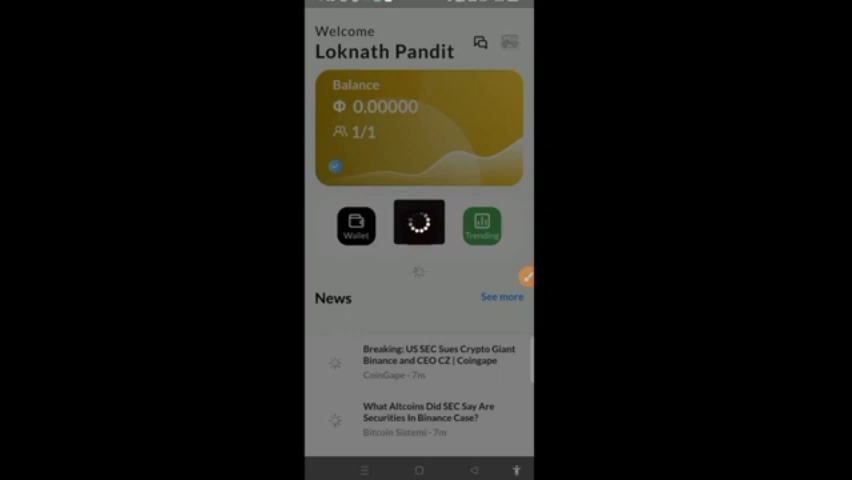 Welcome
Loknath Pandit
Balance
Φ 0.00000
1/1
Wallet
Trending
News
See more
Breaking: US SEC Sues Crypto Giant
Binance and CEO CZ | Coingape
CoinGape - 7m
What Altcoins Did SEC Say Are
Securities In Binance Case?
Bitcoin Sistemi - 7m